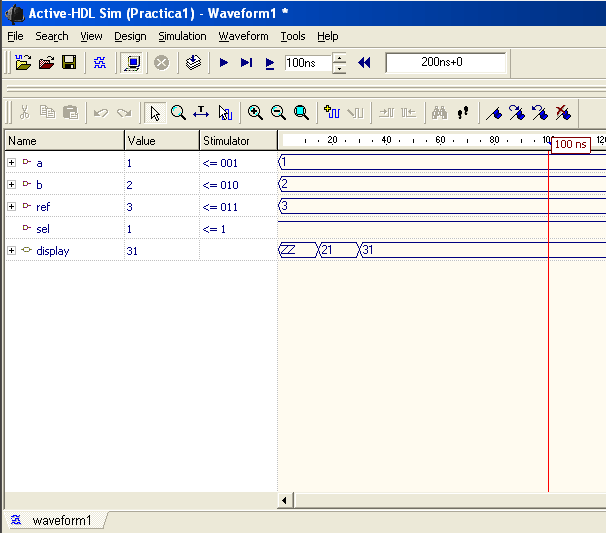 Active-HDL Sim (Practica1) - Waveform1 *
File Search View Design Simulation Waveform Tools Help
100ns 200ns+0
Name Value Stimulator 20 40 60 80 100 120
100 ns
a 1 <= 001 1
b 2 <= 010 2
ref 3 <= 011 3
sel 1 <= 1
display 31 ZZ 21 31
waveform1